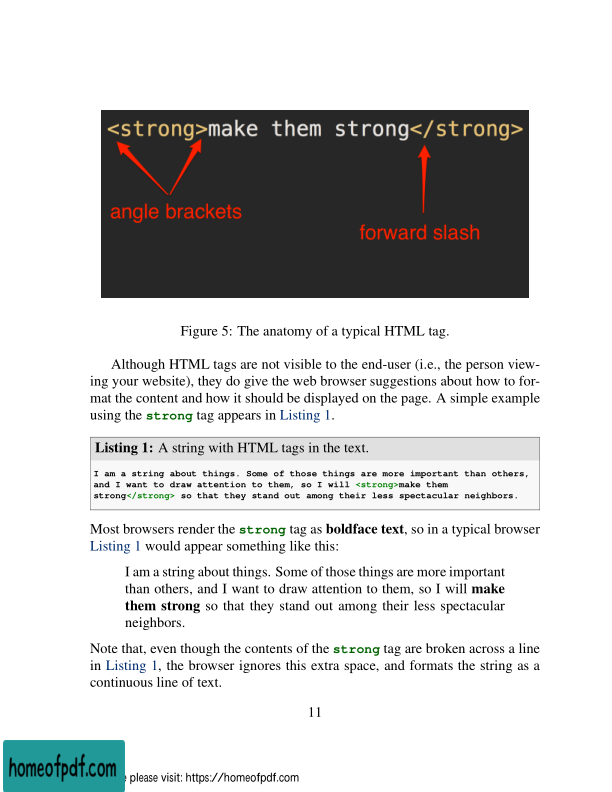 <strong>make them strong</strong>
angle brackets
forward slash
Figure 5: The anatomy of a typical HTML tag.
Although HTML tags are not visible to the end-user (i.e., the person view-
ing your website), they do give the web browser suggestions about how to for-
mat the content and how it should be displayed on the page. A simple example
using the strong tag appears in Listing 1.
Listing 1: A string with HTML tags in the text.
I am a string about things. Some of those things are more important than others,
and I want to draw attention to them, so I will <strong>make them
strong</strong> so that they stand out among their less spectacular neighbors.
Most browsers render the strong tag as boldface text, so in a typical browser
Listing 1 would appear something like this:
I am a string about things. Some of those things are more important
than others, and I want to draw attention to them, so I will make
them strong so that they stand out among their less spectacular
neighbors.
Note that, even though the contents of the strong tag are broken across a line
in Listing 1, the browser ignores this extra space, and formats the string as a
continuous line of text.
11
homeofpdf.com
please visit: https://homeofpdf.com